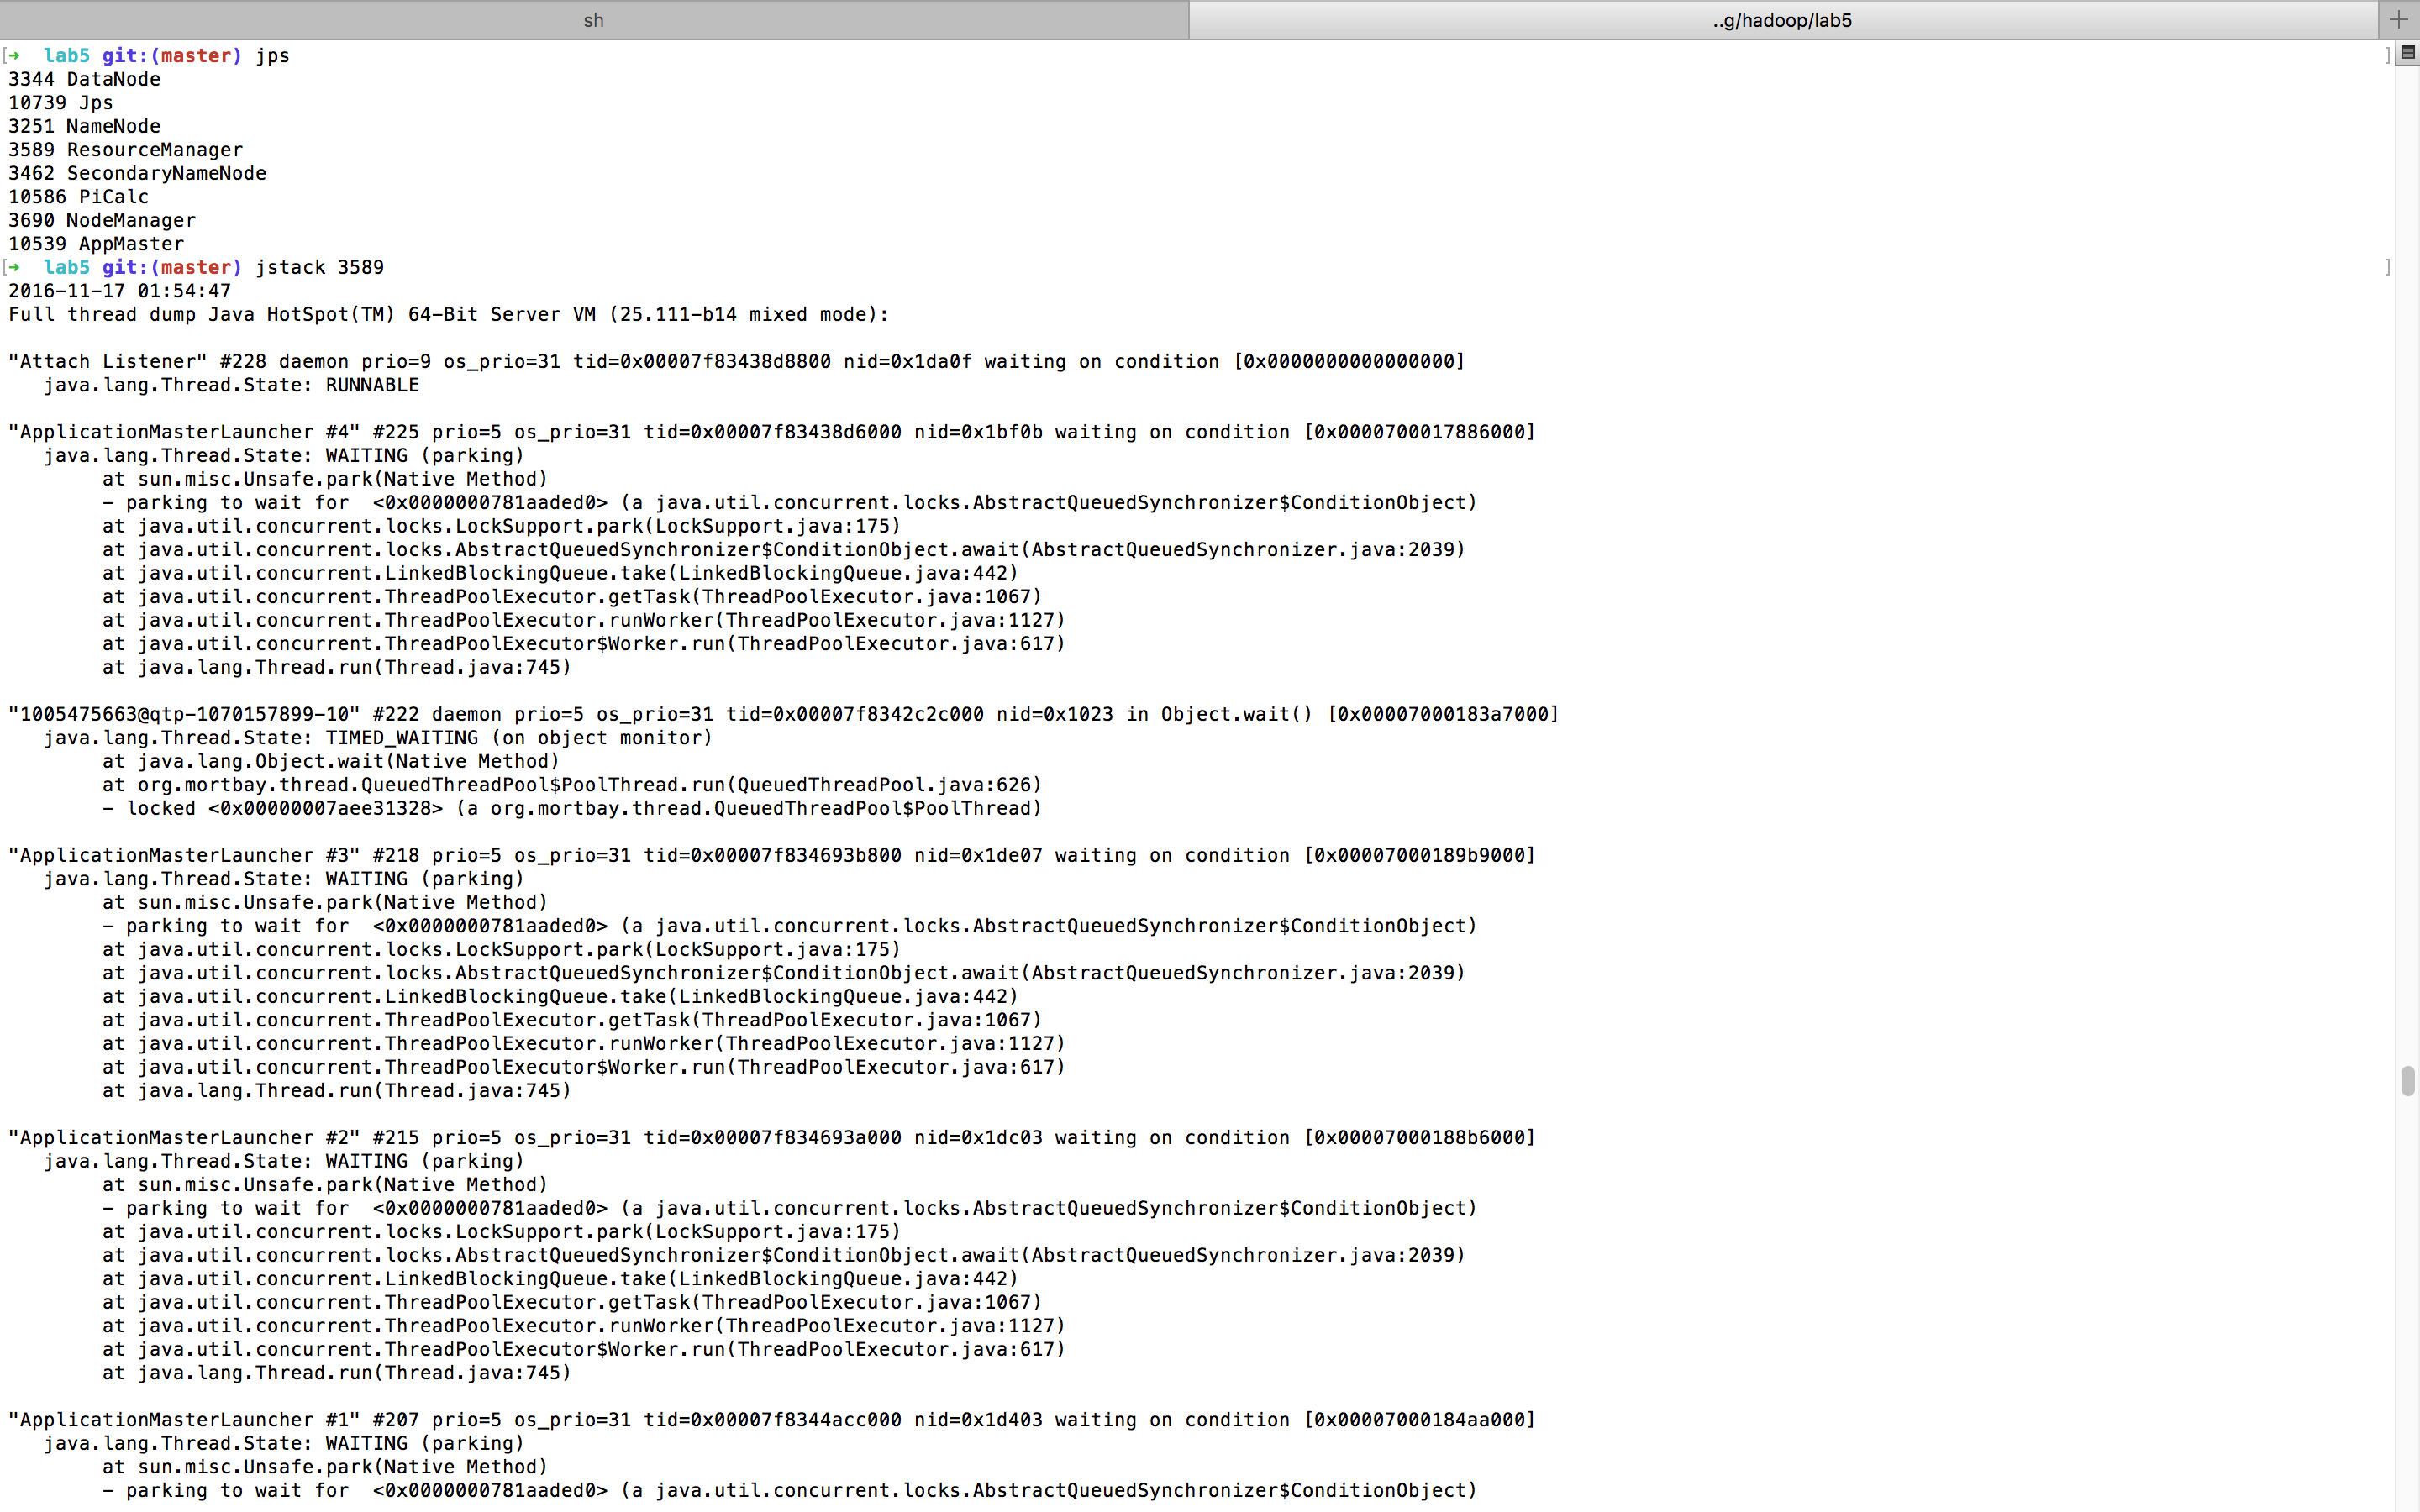 sh
..g/hadoop/lab5
[→ lab5 git:(master) jps ]
3344 DataNode
10739 Jps
3251 NameNode
3589 ResourceManager
3462 SecondaryNameNode
10586 PiCalc
3690 NodeManager
10539 AppMaster
[→ lab5 git:(master) jstack 3589 ]
2016-11-17 01:54:47
Full thread dump Java HotSpot(TM) 64-Bit Server VM (25.111-b14 mixed mode):

"Attach Listener" #228 daemon prio=9 os_prio=31 tid=0x00007f83438d8800 nid=0x1da0f waiting on condition [0x0000000000000000]
   java.lang.Thread.State: RUNNABLE

"ApplicationMasterLauncher #4" #225 prio=5 os_prio=31 tid=0x00007f83438d6000 nid=0x1bf0b waiting on condition [0x0000700017886000]
   java.lang.Thread.State: WAITING (parking)
        at sun.misc.Unsafe.park(Native Method)
        - parking to wait for  <0x0000000781aaded0> (a java.util.concurrent.locks.AbstractQueuedSynchronizer$ConditionObject)
        at java.util.concurrent.locks.LockSupport.park(LockSupport.java:175)
        at java.util.concurrent.locks.AbstractQueuedSynchronizer$ConditionObject.await(AbstractQueuedSynchronizer.java:2039)
        at java.util.concurrent.LinkedBlockingQueue.take(LinkedBlockingQueue.java:442)
        at java.util.concurrent.ThreadPoolExecutor.getTask(ThreadPoolExecutor.java:1067)
        at java.util.concurrent.ThreadPoolExecutor.runWorker(ThreadPoolExecutor.java:1127)
        at java.util.concurrent.ThreadPoolExecutor$Worker.run(ThreadPoolExecutor.java:617)
        at java.lang.Thread.run(Thread.java:745)

"1005475663@qtp-1070157899-10" #222 daemon prio=5 os_prio=31 tid=0x00007f8342c2c000 nid=0x1023 in Object.wait() [0x00007000183a7000]
   java.lang.Thread.State: TIMED_WAITING (on object monitor)
        at java.lang.Object.wait(Native Method)
        at org.mortbay.thread.QueuedThreadPool$PoolThread.run(QueuedThreadPool.java:626)
        - locked <0x00000007aee31328> (a org.mortbay.thread.QueuedThreadPool$PoolThread)

"ApplicationMasterLauncher #3" #218 prio=5 os_prio=31 tid=0x00007f834693b800 nid=0x1de07 waiting on condition [0x00007000189b9000]
   java.lang.Thread.State: WAITING (parking)
        at sun.misc.Unsafe.park(Native Method)
        - parking to wait for  <0x0000000781aaded0> (a java.util.concurrent.locks.AbstractQueuedSynchronizer$ConditionObject)
        at java.util.concurrent.locks.LockSupport.park(LockSupport.java:175)
        at java.util.concurrent.locks.AbstractQueuedSynchronizer$ConditionObject.await(AbstractQueuedSynchronizer.java:2039)
        at java.util.concurrent.LinkedBlockingQueue.take(LinkedBlockingQueue.java:442)
        at java.util.concurrent.ThreadPoolExecutor.getTask(ThreadPoolExecutor.java:1067)
        at java.util.concurrent.ThreadPoolExecutor.runWorker(ThreadPoolExecutor.java:1127)
        at java.util.concurrent.ThreadPoolExecutor$Worker.run(ThreadPoolExecutor.java:617)
        at java.lang.Thread.run(Thread.java:745)

"ApplicationMasterLauncher #2" #215 prio=5 os_prio=31 tid=0x00007f834693a000 nid=0x1dc03 waiting on condition [0x00007000188b6000]
   java.lang.Thread.State: WAITING (parking)
        at sun.misc.Unsafe.park(Native Method)
        - parking to wait for  <0x0000000781aaded0> (a java.util.concurrent.locks.AbstractQueuedSynchronizer$ConditionObject)
        at java.util.concurrent.locks.LockSupport.park(LockSupport.java:175)
        at java.util.concurrent.locks.AbstractQueuedSynchronizer$ConditionObject.await(AbstractQueuedSynchronizer.java:2039)
        at java.util.concurrent.LinkedBlockingQueue.take(LinkedBlockingQueue.java:442)
        at java.util.concurrent.ThreadPoolExecutor.getTask(ThreadPoolExecutor.java:1067)
        at java.util.concurrent.ThreadPoolExecutor.runWorker(ThreadPoolExecutor.java:1127)
        at java.util.concurrent.ThreadPoolExecutor$Worker.run(ThreadPoolExecutor.java:617)
        at java.lang.Thread.run(Thread.java:745)

"ApplicationMasterLauncher #1" #207 prio=5 os_prio=31 tid=0x00007f8344acc000 nid=0x1d403 waiting on condition [0x00007000184aa000]
   java.lang.Thread.State: WAITING (parking)
        at sun.misc.Unsafe.park(Native Method)
        - parking to wait for  <0x0000000781aaded0> (a java.util.concurrent.locks.AbstractQueuedSynchronizer$ConditionObject)